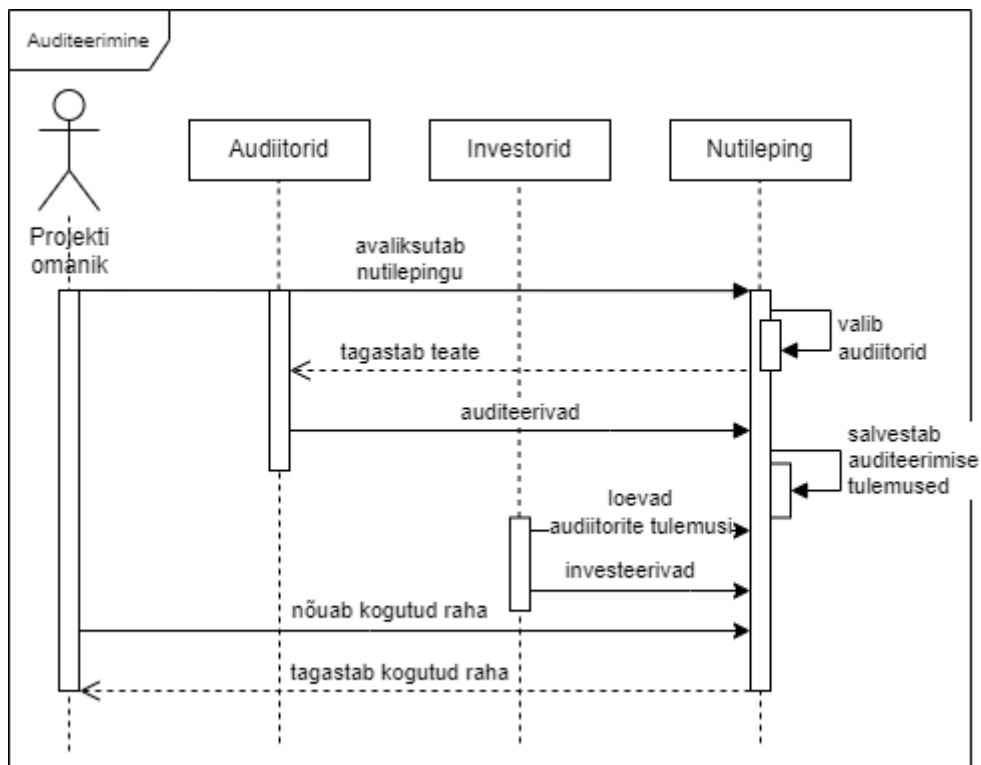 Auditeerimine
Projekti
omanik
Audiitorid
Investorid
Nutileping
avaliksutab
nutilepingu
valib
audiitorid
tagastab teate
auditeerivad
salvestab
auditeerimise
tulemused
loevad
audiitorite tulemusi
investeerivad
nõuab kogutud raha
tagastab kogutud raha